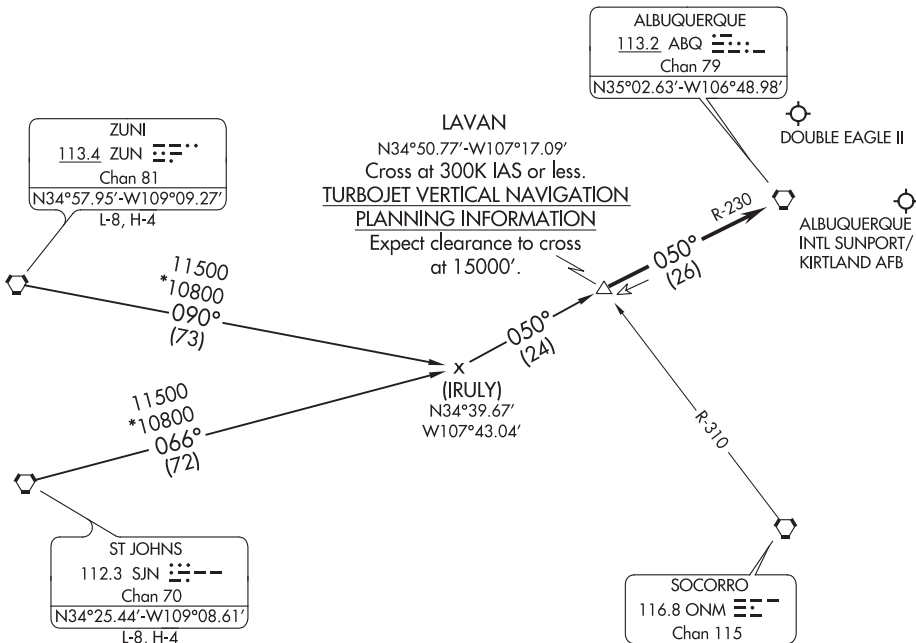 ALBUQUERQUE
113.2 ABQ
Chan 79
N35°02.63′-W106°48.98′
DOUBLE EAGLE II
ZUNI
113.4 ZUN
Chan 81
N34°57.95′-W109°09.27′
L-8, H-4
LAVAN
N34°50.77′-W107°17.09′
Cross at 300K IAS or less.
TURBOJET VERTICAL NAVIGATION
PLANNING INFORMATION
Expect clearance to cross
at 15000′.
R-230
050°
(26)
ALBUQUERQUE
INTL SUNPORT/
KIRTLAND AFB
11500
*10800
090°
(73)
050°
(24)
x
(IRULY)
N34°39.67′
W107°43.04′
11500
*10800
066°
(72)
R-310
ST JOHNS
112.3 SJN
Chan 70
N34°25.44′-W109°08.61′
L-8, H-4
SOCORRO
116.8 ONM
Chan 115